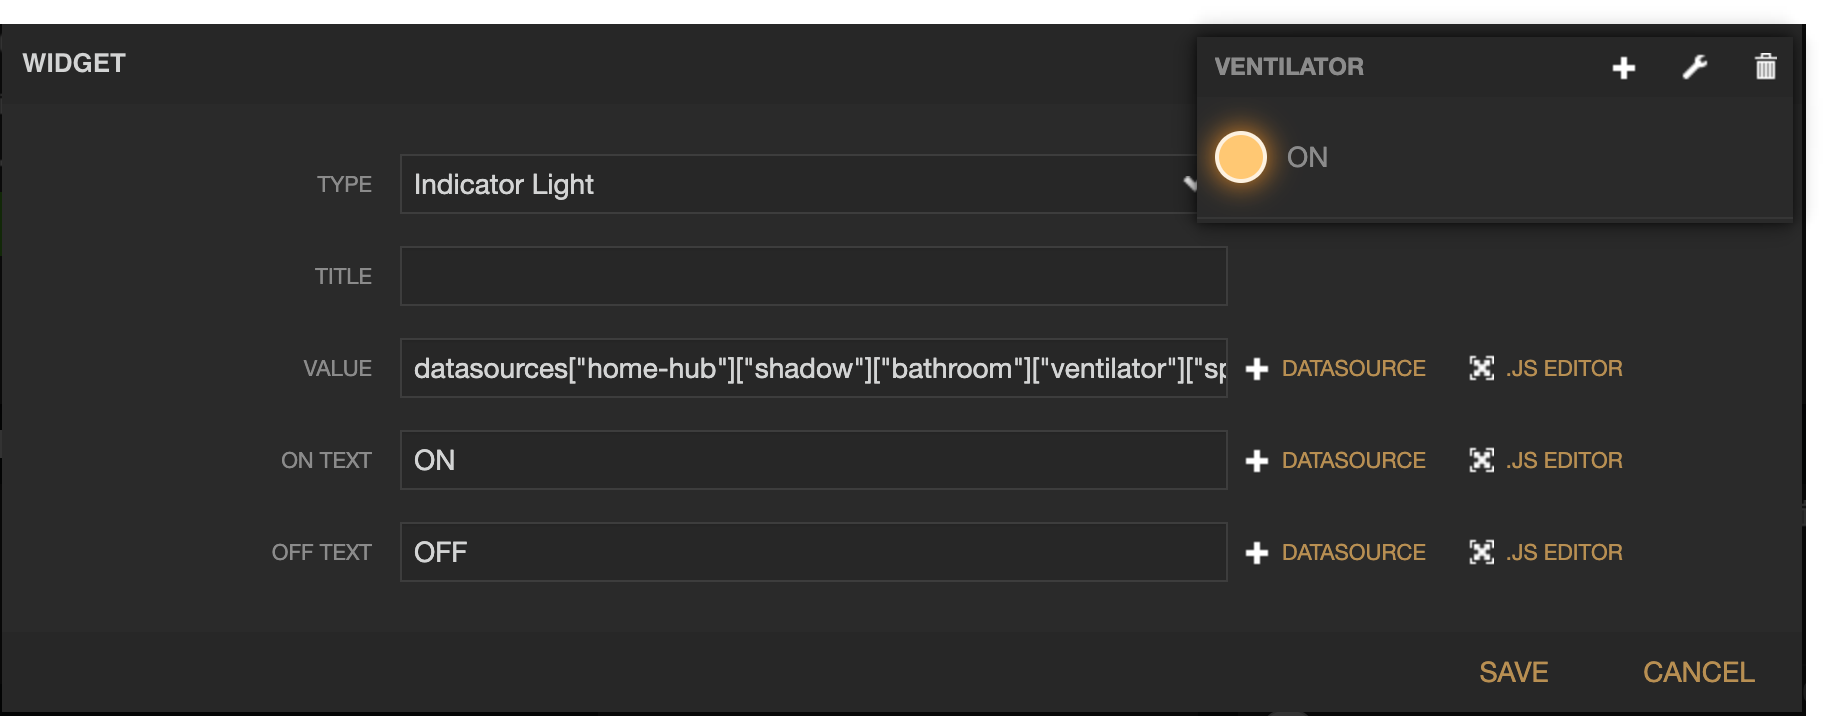 WIDGET
VENTILATOR
ON
TYPE Indicator Light
TITLE
VALUE datasources["home-hub"]["shadow"]["bathroom"]["ventilator"]["sp DATASOURCE .JS EDITOR
ON TEXT ON DATASOURCE .JS EDITOR
OFF TEXT OFF DATASOURCE .JS EDITOR
SAVE CANCEL